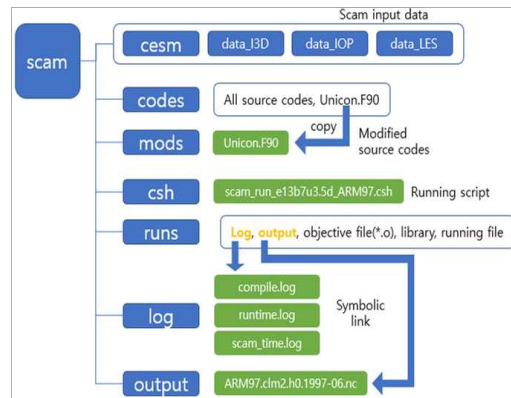 Scam input data
scam
cesm
data_I3D
data_IOP
data_LES
codes
All source codes, Unicon.F90
copy
mods
Unicon.F90
Modified
source codes
csh
scam_run_e13b7u3.5d_ARM97.csh
Running script
runs
Log, output, objective file(*.o), library, running file
log
compile.log
runtime.log
scam_time.log
Symbolic
link
output
ARM97.clm2.h0.1997-06.nc